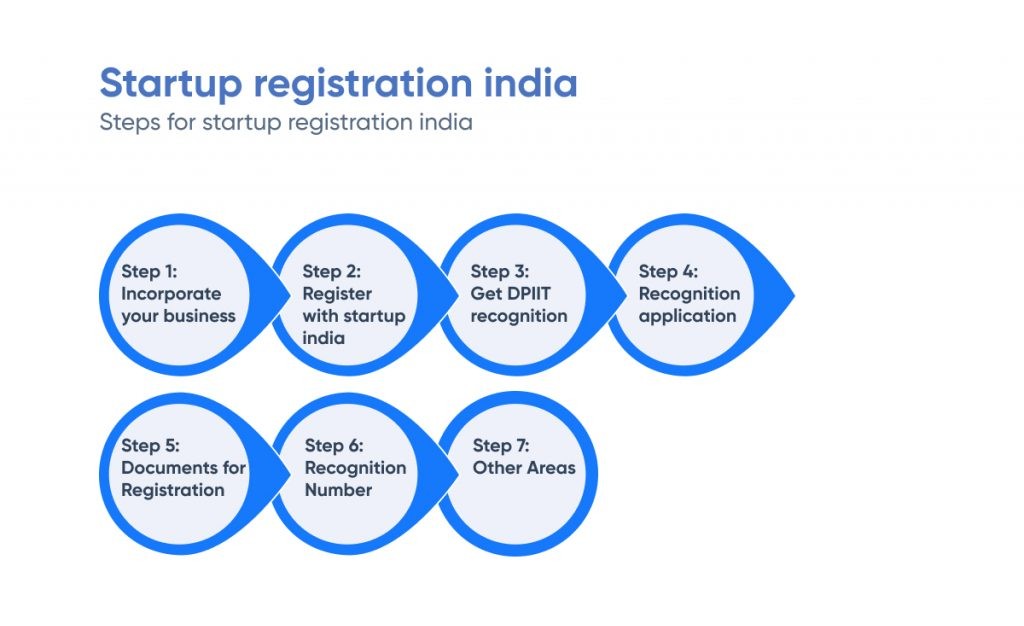 Startup registration india
Steps for startup registration india
Step 1:
Incorporate
your business
Step 2:
Register
with startup
india
Step 3:
Get DPIIT
recognition
Step 4:
Recognition
application
Step 5:
Documents for
Registration
Step 6:
Recognition
Number
Step 7:
Other Areas